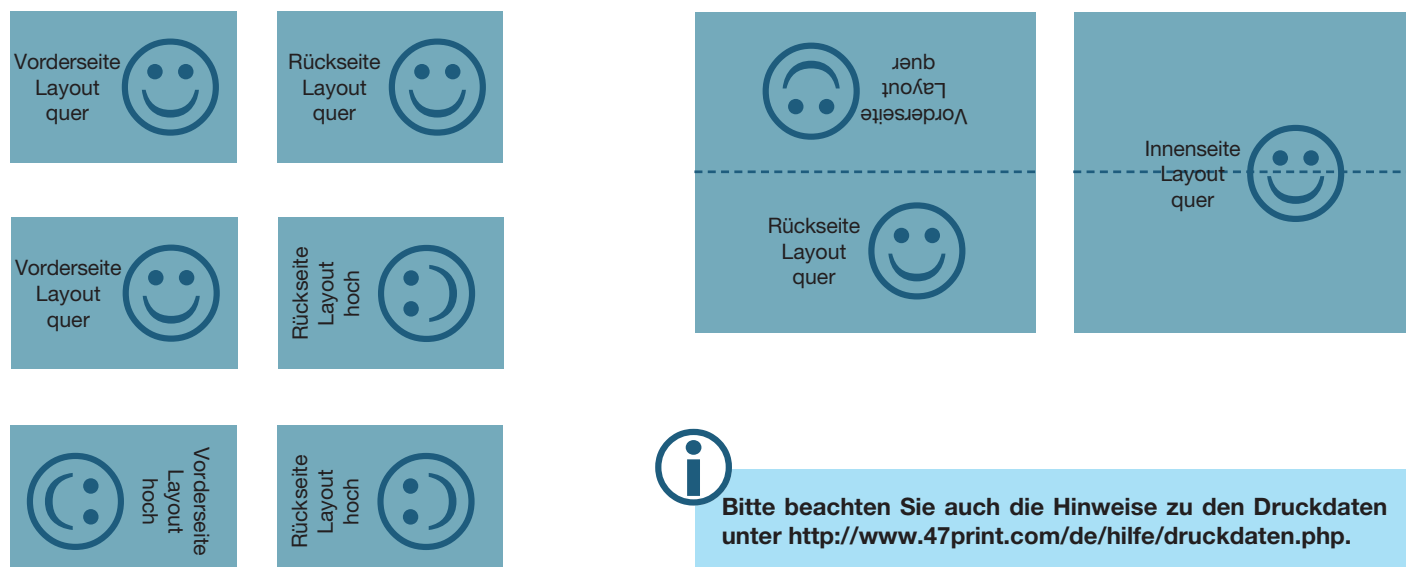 Vorderseite
Layout
quer
Rückseite
Layout
quer
Vorderseite
Layout
quer
Rückseite
Layout
hoch
Vorderseite
Layout
hoch
Rückseite
Layout
hoch
Vorderseite
Layout
quer
Rückseite
Layout
quer
Innenseite
Layout
quer
i
Bitte beachten Sie auch die Hinweise zu den Druckdaten
unter http://www.47print.com/de/hilfe/druckdaten.php.